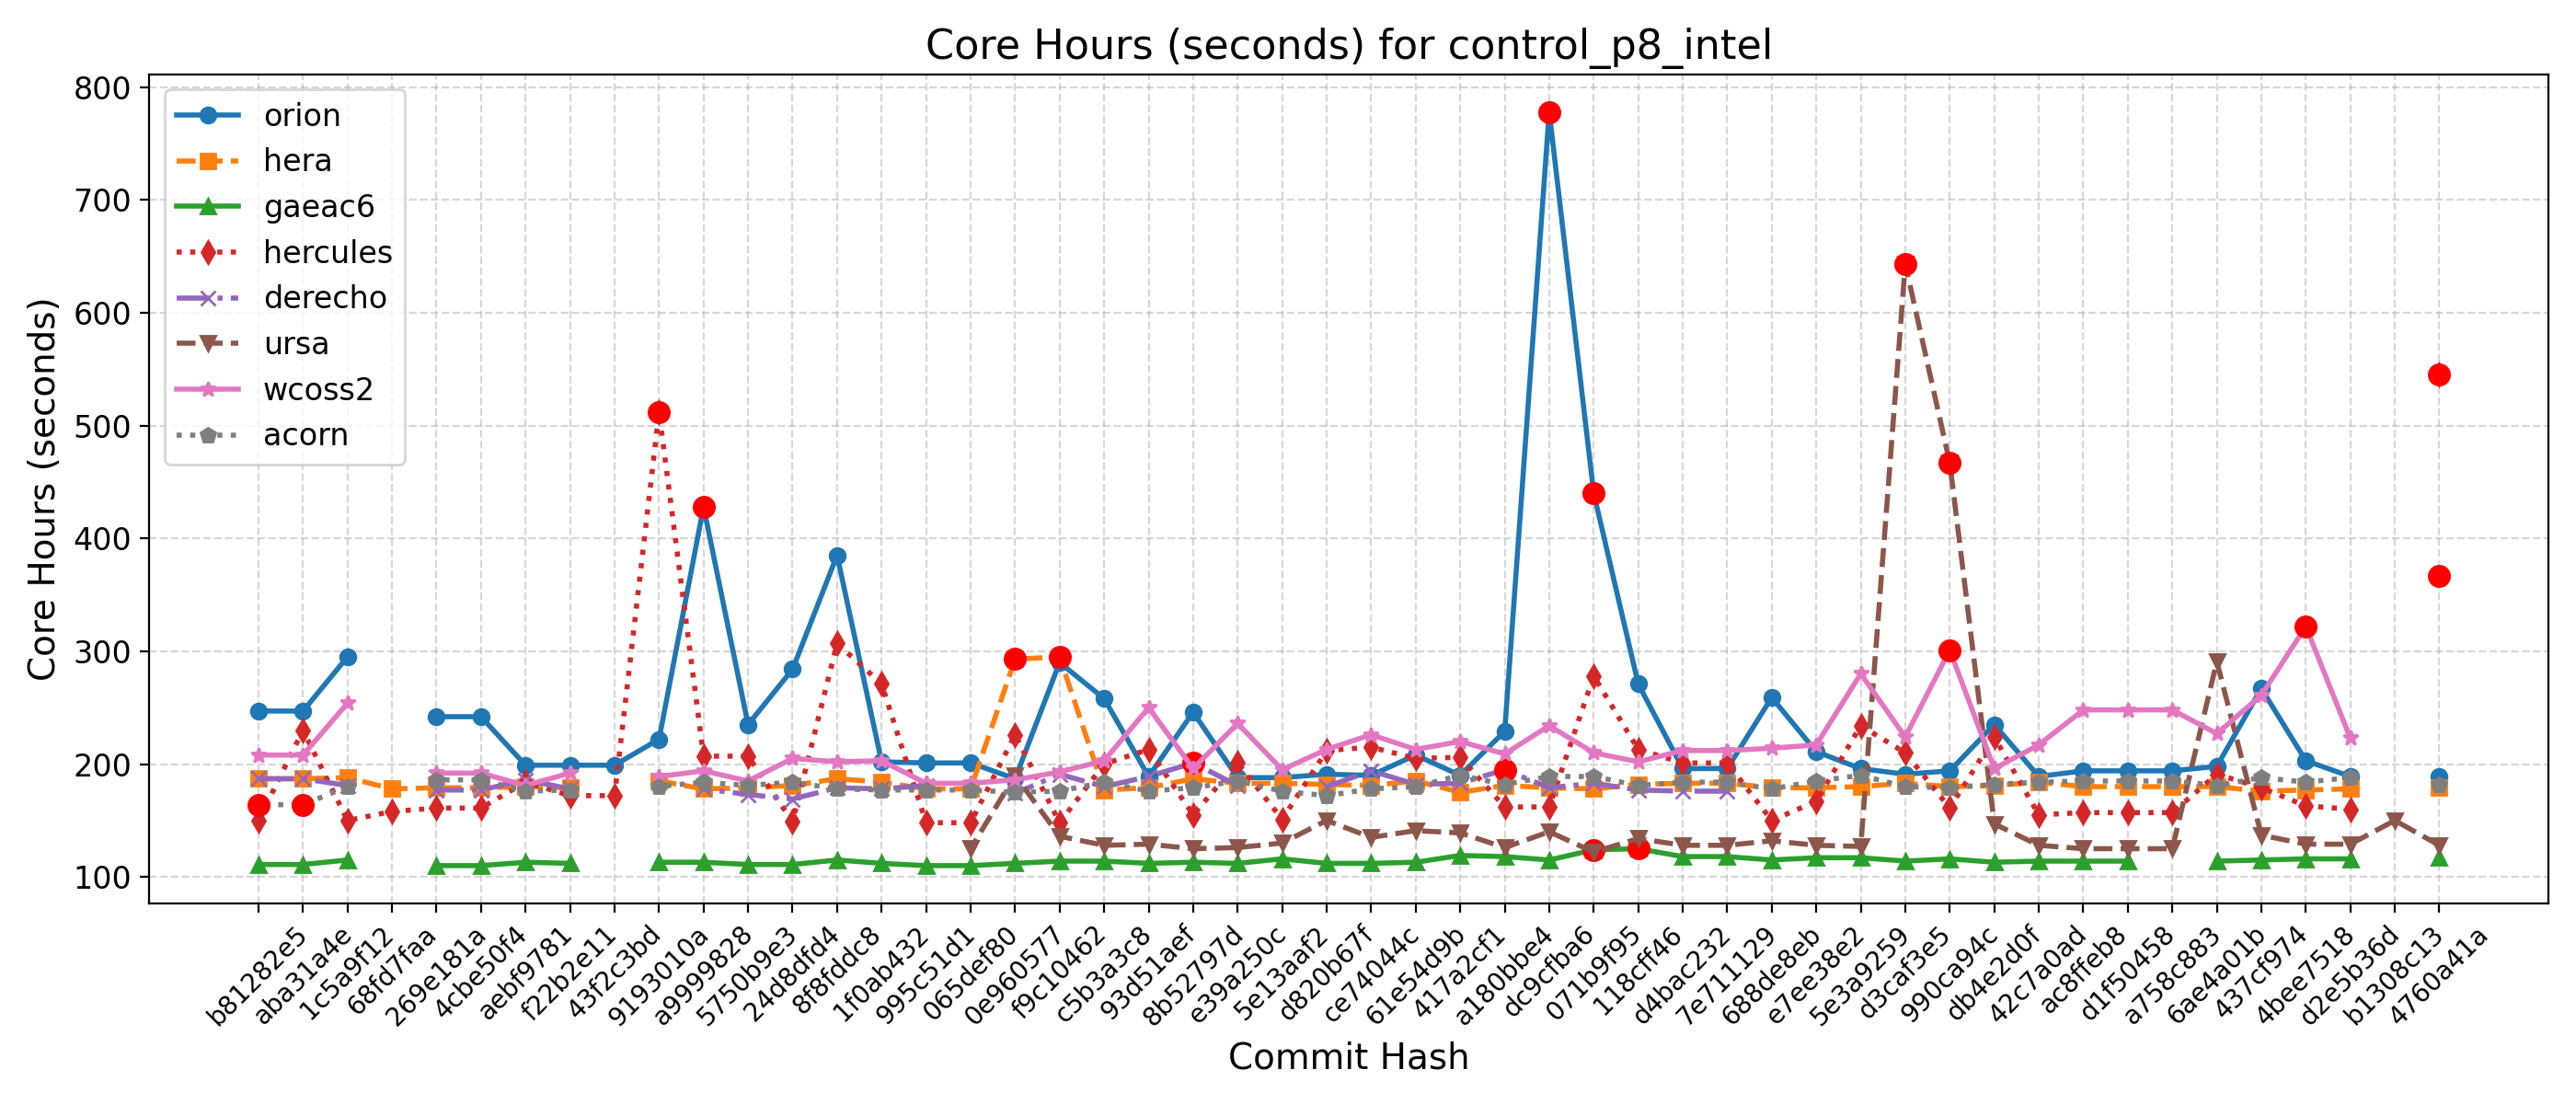 Core Hours (seconds) for control_p8_intel
Core Hours (seconds)
800
700
600
500
400
300
200
100
orion
hera
gaeac6
hercules
derecho
ursa
wcoss2
acorn
b81282e5
aba31a4e
1c5a9f12
68fd7faa
269e181a
4cbe50f4
aebf9781
f22b2e11
43f2c3bd
9193010a
a9999828
5750b9e3
24d8dfd4
8f8fddc8
1f0ab432
995c51d1
065def80
0e960577
f9c10462
c5b3a3c8
93d51aef
8b52797d
e39a250c
5e13aaf2
d820b67f
ce74044c
61e54d9b
417a2cf1
a180bbe4
dc9cfba6
071b9f95
118cff46
d4bac232
7e711129
688de8eb
e7ee38e2
5e3a9259
d3caf3e5
990ca94c
db4e2d0f
42c7a0ad
ac8ffeb8
d1f50458
a758c883
6ae4a01b
437cf974
4bee7518
d2e5b36d
b1308c13
4760a41a
Commit Hash